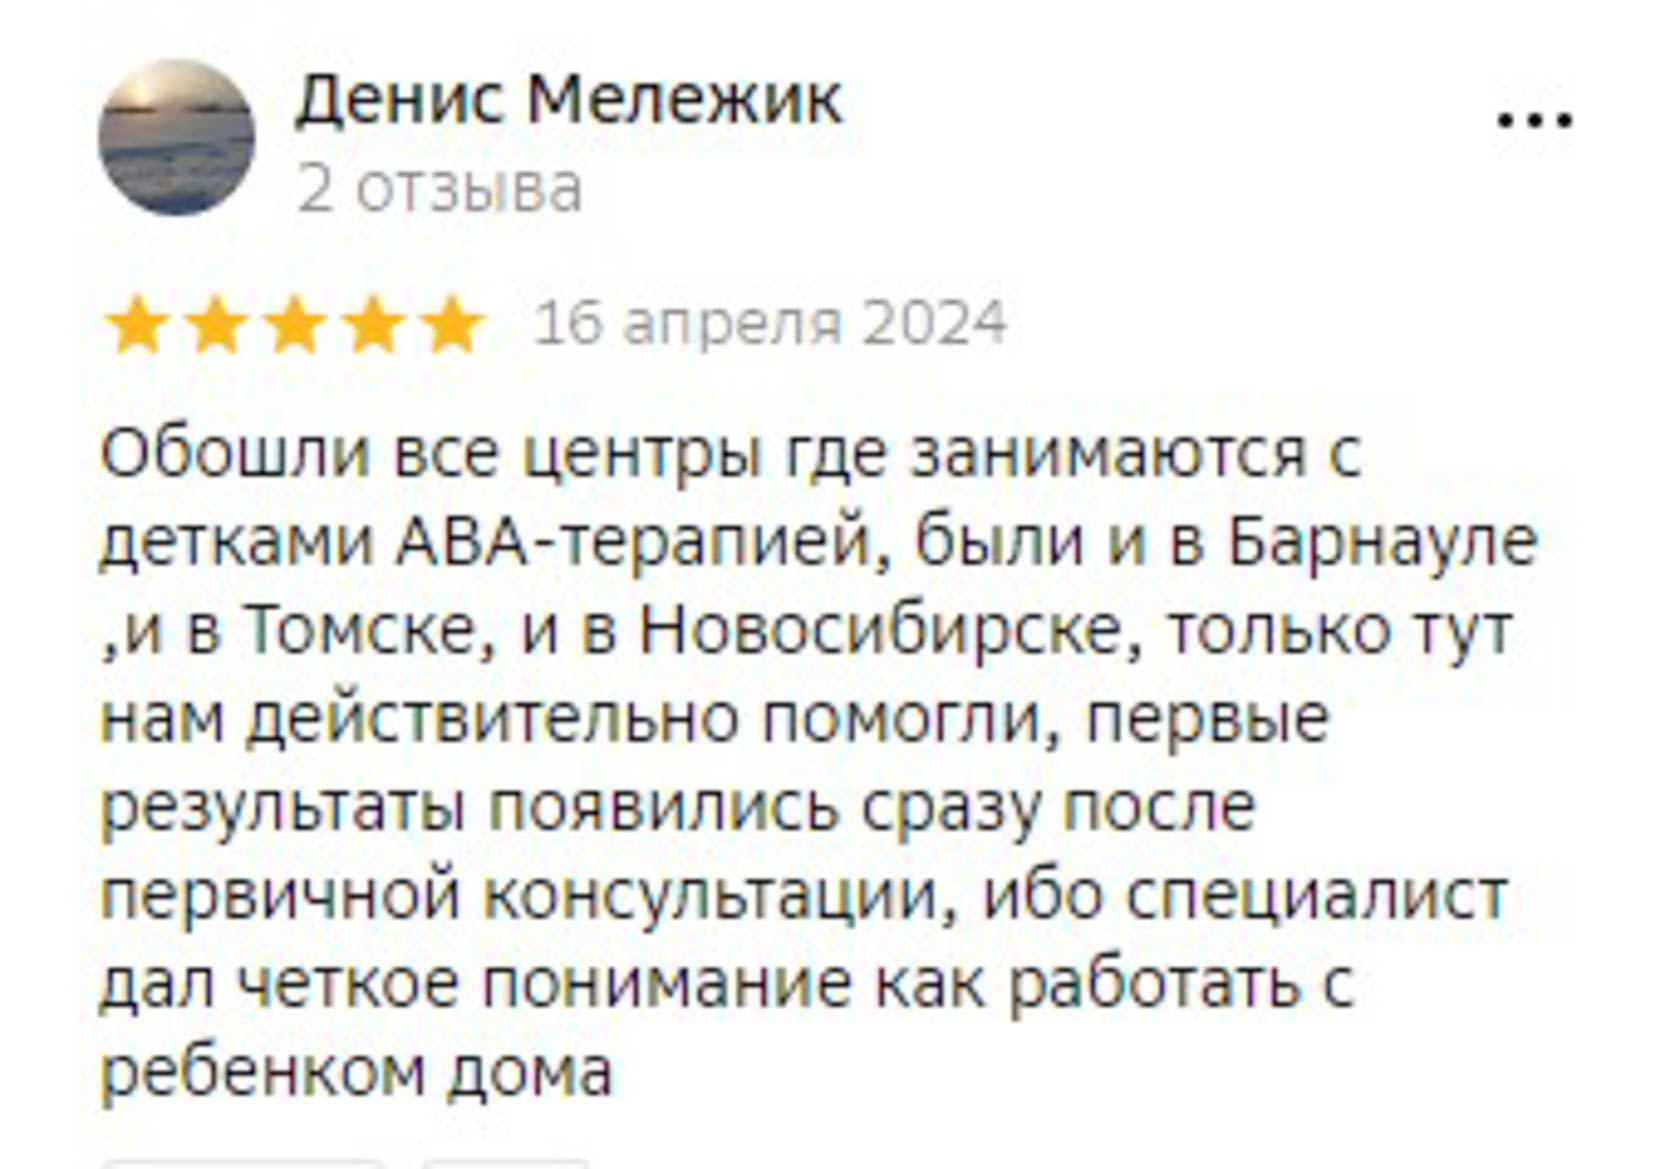 Денис Мележик
2 отзыва
16 апреля 2024
Обошли все центры где занимаются с
детками АВА-терапией, были и в Барнауле
,и в Томске, и в Новосибирске, только тут
нам действительно помогли, первые
результаты появились сразу после
первичной консультации, ибо специалист
дал четкое понимание как работать с
ребенком дома